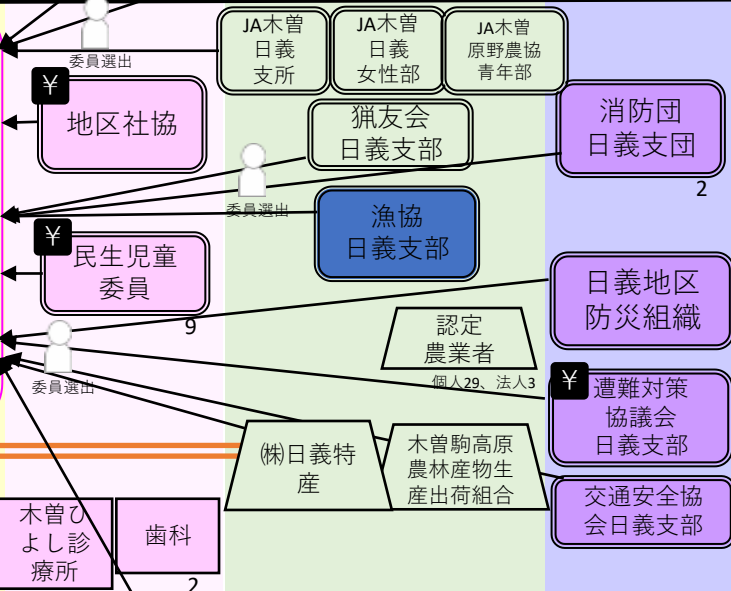 JA木曽
日義
支所
JA木曽
日義
女性部
JA木曽
原野農協
青年部
委員選出
¥
地区社協
猟友会
日義支部
消防団
日義支団
2
委員選出
漁協
日義支部
¥
民生児童
委員
9
日義地区
防災組織
認定
農業者
個人29、法人3
委員選出
¥
遭難対策
協議会
日義支部
㈱日義特
産
木曽駒高原
農林産物生
産出荷組合
交通安全協
会日義支部
木曽ひ
よし診
療所
歯科
2